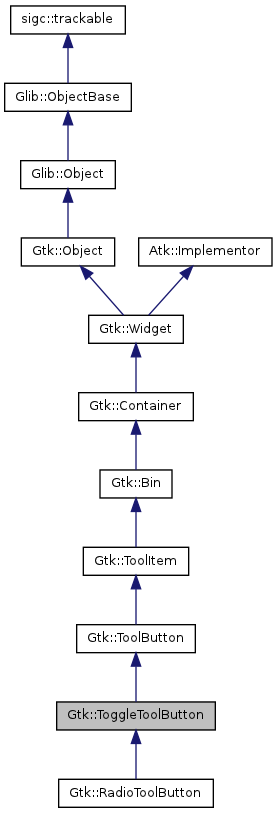 sigc::trackable
Glib::ObjectBase
Glib::Object
Gtk::Object
Atk::Implementor
Gtk::Widget
Gtk::Container
Gtk::Bin
Gtk::ToolItem
Gtk::ToolButton
Gtk::ToggleToolButton
Gtk::RadioToolButton